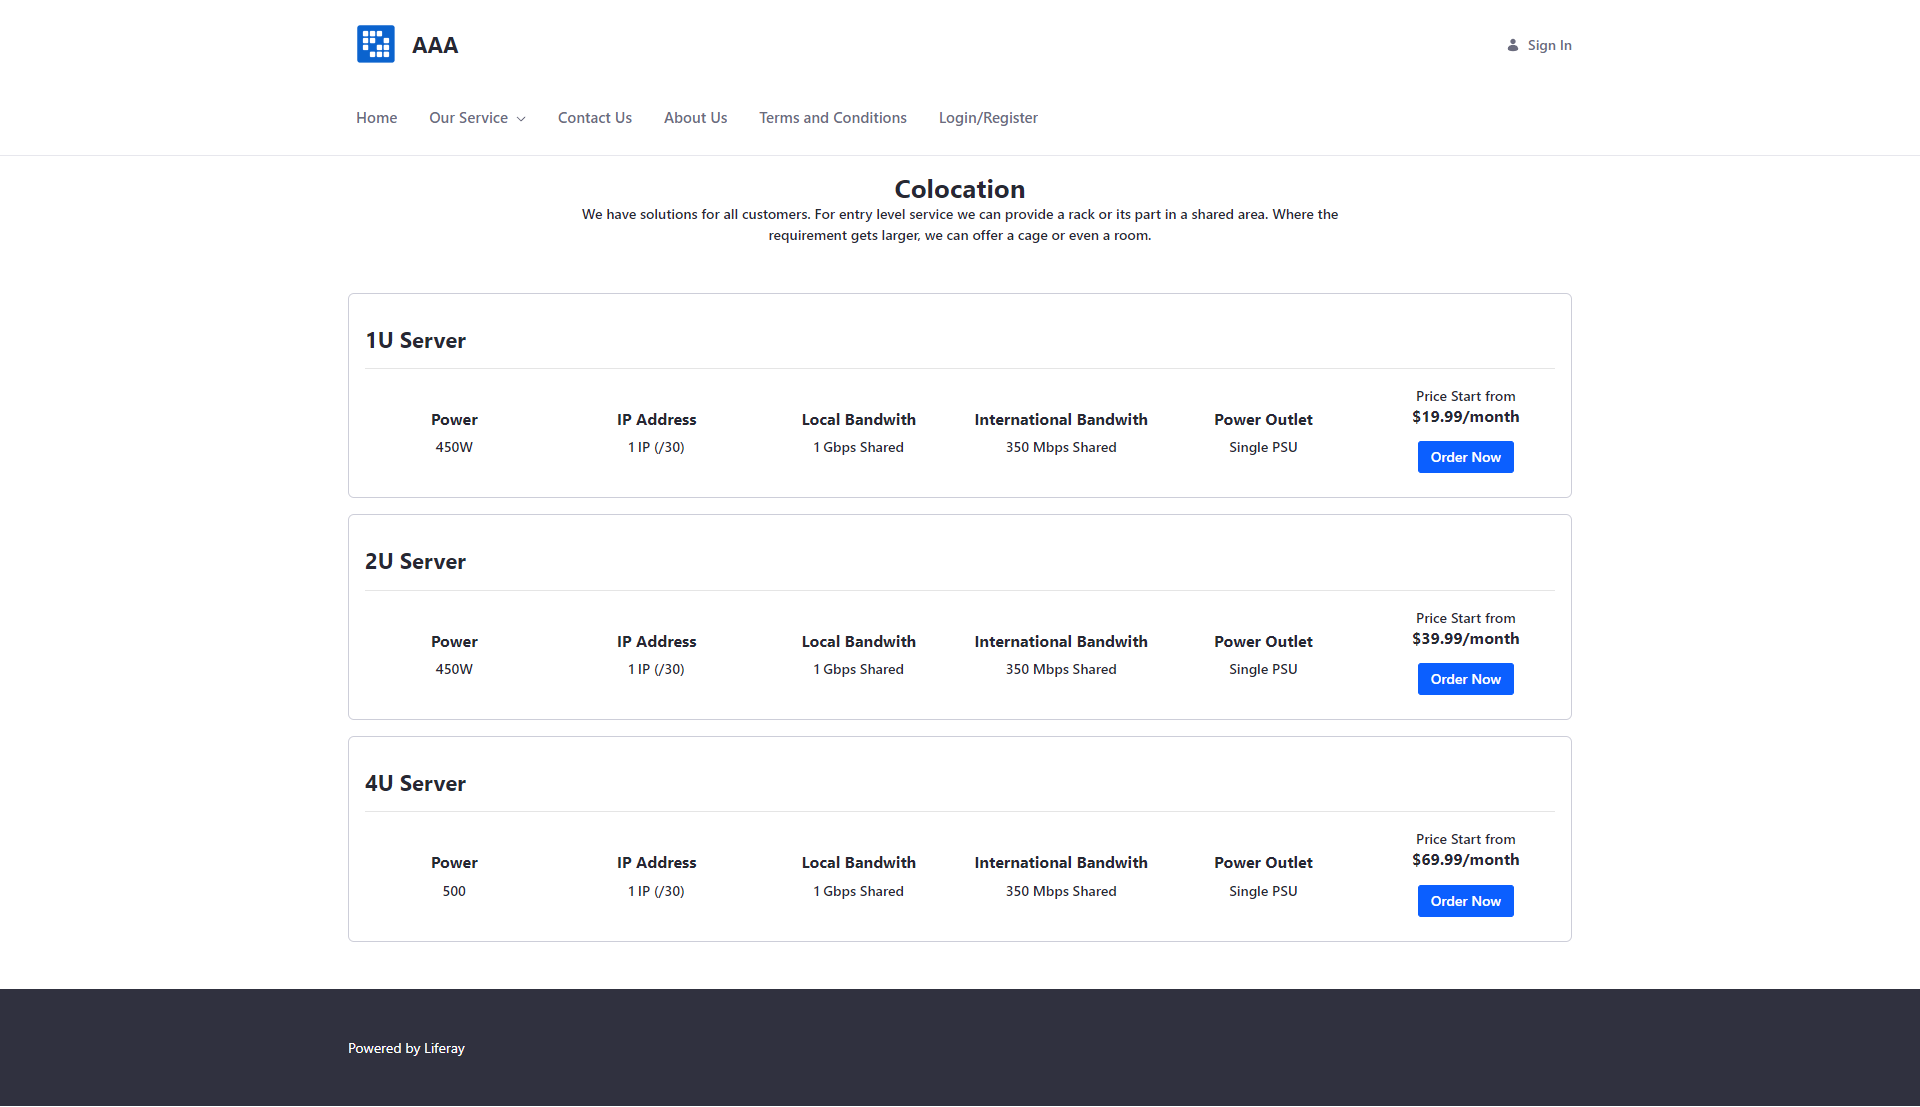 AAA
Sign In
Home
Our Service
Contact Us
About Us
Terms and Conditions
Login/Register
Colocation
We have solutions for all customers. For entry level service we can provide a rack or its part in a shared area. Where the
requirement gets larger, we can offer a cage or even a room.
1U Server
Power
450W
IP Address
1 IP (/30)
Local Bandwith
1 Gbps Shared
International Bandwith
350 Mbps Shared
Power Outlet
Single PSU
Price Start from
$19.99/month
Order Now
2U Server
Power
450W
IP Address
1 IP (/30)
Local Bandwith
1 Gbps Shared
International Bandwith
350 Mbps Shared
Power Outlet
Single PSU
Price Start from
$39.99/month
Order Now
4U Server
Power
500
IP Address
1 IP (/30)
Local Bandwith
1 Gbps Shared
International Bandwith
350 Mbps Shared
Power Outlet
Single PSU
Price Start from
$69.99/month
Order Now
Powered by Liferay